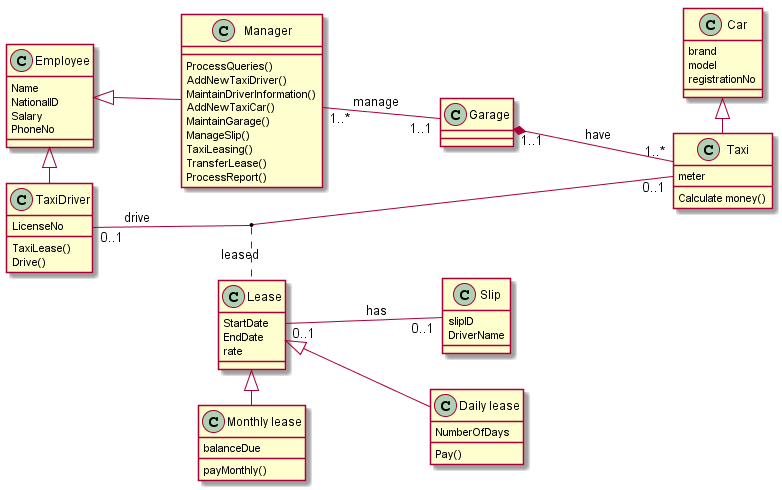 C Employee
Name
NationalID
Salary
PhoneNo
C Manager
ProcessQueries()
AddNewTaxiDriver()
MaintainDriverInformation()
AddNewTaxiCar()
MaintainGarage()
ManageSlip()
TaxiLeasing()
TransferLease()
ProcessReport()
manage
1..*
1..1
C Garage
1..1
have
1..*
C Car
brand
model
registrationNo
C Taxi
meter
Calculate money()
0..1
C TaxiDriver
LicenseNo
TaxiLease()
Drive()
drive
0..1
leased
C Lease
StartDate
EndDate
rate
has
0..1
0..1
C Slip
slipID
DriverName
C Monthly lease
balanceDue
payMonthly()
C Daily lease
NumberOfDays
Pay()